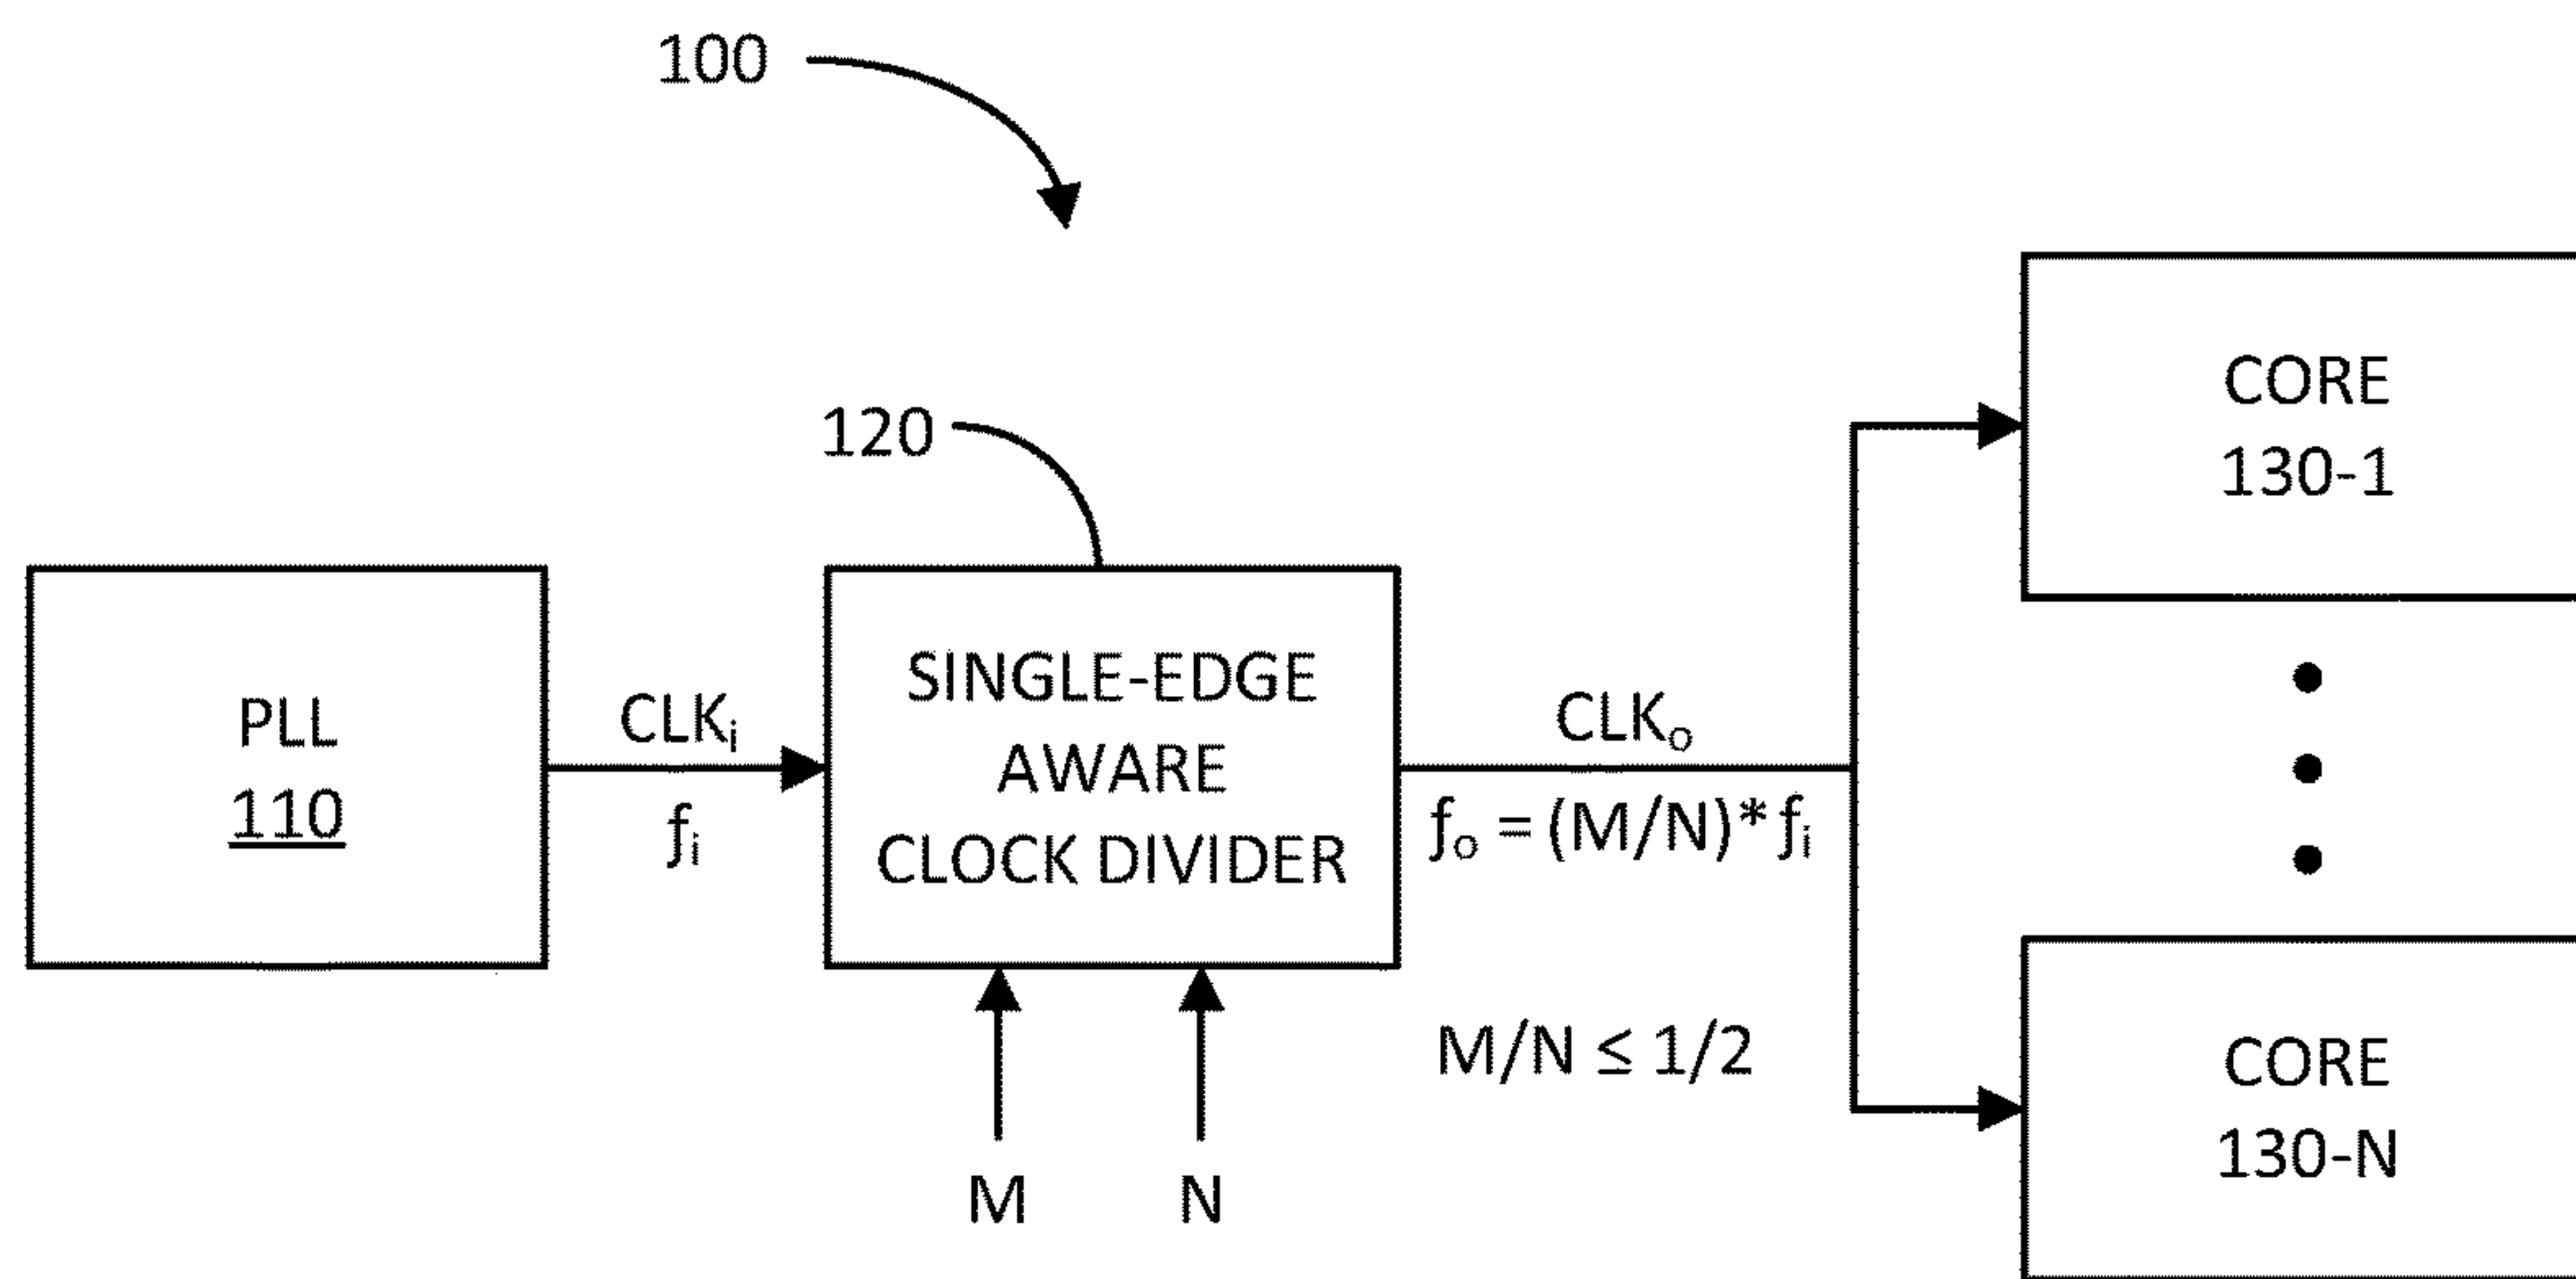 100
120
PLL
110
CLKi
fi
SINGLE-EDGE
AWARE
CLOCK DIVIDER
M
N
CLKo
fo = (M/N)*fi
M/N ≤ 1/2
CORE
130-1
CORE
130-N